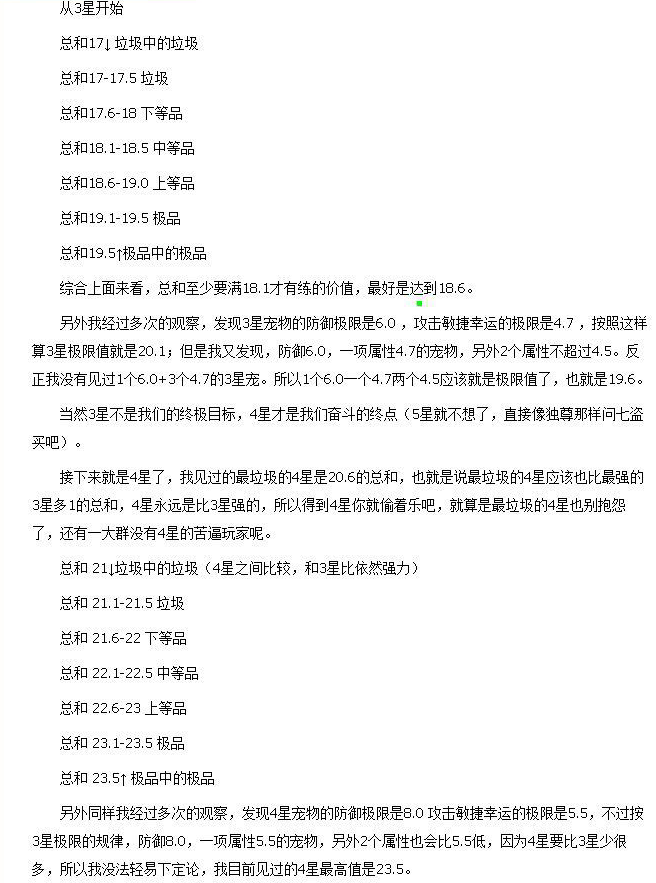 从3星开始
总和17↓ 垃圾中的垃圾
总和17-17.5 垃圾
总和17.6-18 下等品
总和18.1-18.5 中等品
总和18.6-19.0 上等品
总和19.1-19.5 极品
总和19.5↑极品中的极品
综合上面来看，总和至少要满18.1才有练的价值，最好是达到18.6。
另外我经过多次的观察，发现3星宠物的防御极限是6.0 ，攻击敏捷幸运的极限是4.7 ，按照这样
算3星极限值就是20.1；但是我又发现，防御6.0，一项属性4.7的宠物，另外2个属性不超过4.5。反
正我没有见过1个6.0+3个4.7的3星宠。所以1个6.0一个4.7两个4.5应该就是极限值了，也就是19.6。
当然3星不是我们的终极目标，4星才是我们奋斗的终点（5星就不想了，直接像独尊那样问七盗
买吧）。
接下来就是4星了，我见过的最垃圾的4星是20.6的总和，也就是说最垃圾的4星应该也比最强的
3星多1的总和，4星永远是比3星强的，所以得到4星你就偷着乐吧，就算是最垃圾的4星也别抱怨
了，还有一大群没有4星的苦逼玩家呢。
总和 21↓垃圾中的垃圾（4星之间比较，和3星比依然强力）
总和 21.1-21.5 垃圾
总和 21.6-22 下等品
总和 22.1-22.5 中等品
总和 22.6-23 上等品
总和 23.1-23.5 极品
总和 23.5↑ 极品中的极品
另外同样我经过多次的观察，发现4星宠物的防御极限是8.0 攻击敏捷幸运的极限是5.5，不过按
3星极限的规律，防御8.0，一项属性5.5的宠物，另外2个属性也会比5.5低，因为4星要比3星少很
多，所以我没法轻易下定论，我目前见过的4星最高值是23.5。